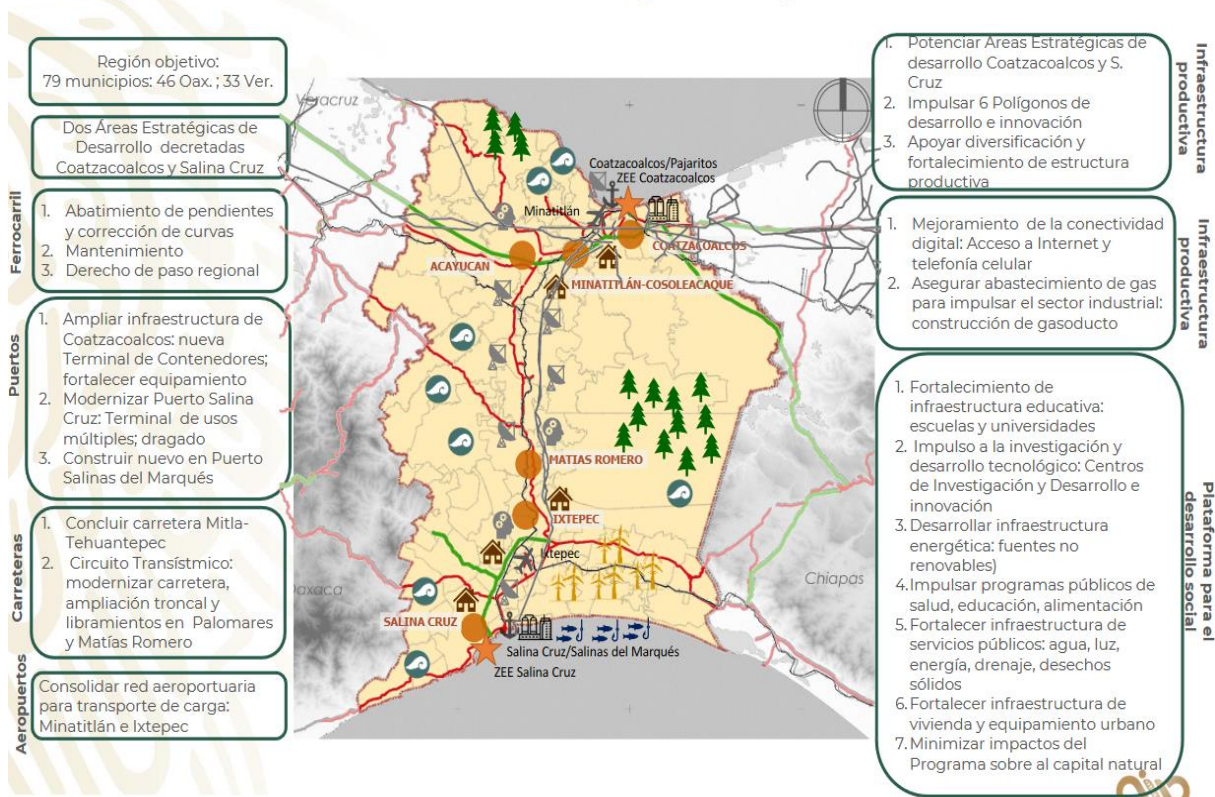 Región objetivo:
79 municipios: 46 Oax. ; 33 Ver.
Dos Áreas Estratégicas de
Desarrollo decretadas
Coatzacoalcos y Salina Cruz
Ferrocarril
1. Abatimiento de pendientes
y corrección de curvas
2. Mantenimiento
3. Derecho de paso regional
Puertos
1. Ampliar infraestructura de
Coatzacoalcos: nueva
Terminal de Contenedores;
fortalecer equipamiento
2. Modernizar Puerto Salina
Cruz: Terminal de usos
múltiples; dragado
3. Construir nuevo en Puerto
Salinas del Marqués
Carreteras
1. Concluir carretera Mitla-
Tehuantepec
2. Circuito Transístmico:
modernizar carretera,
ampliación troncal y
libramientos en Palomares
y Matías Romero
Aeropuertos
Consolidar red aeroportuaria
para transporte de carga:
Minatitlán e Ixtepec
Veracruz
Coatzacoalcos/Pajaritos
ZEE Coatzacoalcos
Minatitlán
COATZACOALCOS
ACAYUCAN
MINATITLÁN-COSOLEACAQUE
MATIAS ROMERO
IXTEPEC
Ixtepec
Oaxaca
Chiapas
SALINA CRUZ
Salina Cruz/Salinas del Marqués
ZEE Salina Cruz
1. Potenciar Áreas Estratégicas de
desarrollo Coatzacoalcos y S.
Cruz
2. Impulsar 6 Polígonos de
desarrollo e innovación
3. Apoyar diversificación y
fortalecimiento de estructura
productiva
Infraestructura
productiva
1. Mejoramiento de la conectividad
digital: Acceso a Internet y
telefonía celular
2. Asegurar abastecimiento de gas
para impulsar el sector industrial:
construcción de gasoducto
Infraestructura
productiva
1. Fortalecimiento de
infraestructura educativa:
escuelas y universidades
2. Impulso a la investigación y
desarrollo tecnológico: Centros
de Investigación y Desarrollo e
innovación
3. Desarrollar infraestructura
energética: fuentes no
renovables)
4. Impulsar programas públicos de
salud, educación, alimentación
5. Fortalecer infraestructura de
servicios públicos: agua, luz,
energía, drenaje, desechos
sólidos
6. Fortalecer infraestructura de
vivienda y equipamiento urbano
7. Minimizar impactos del
Programa sobre al capital natural
Plataforma para el
desarrollo social